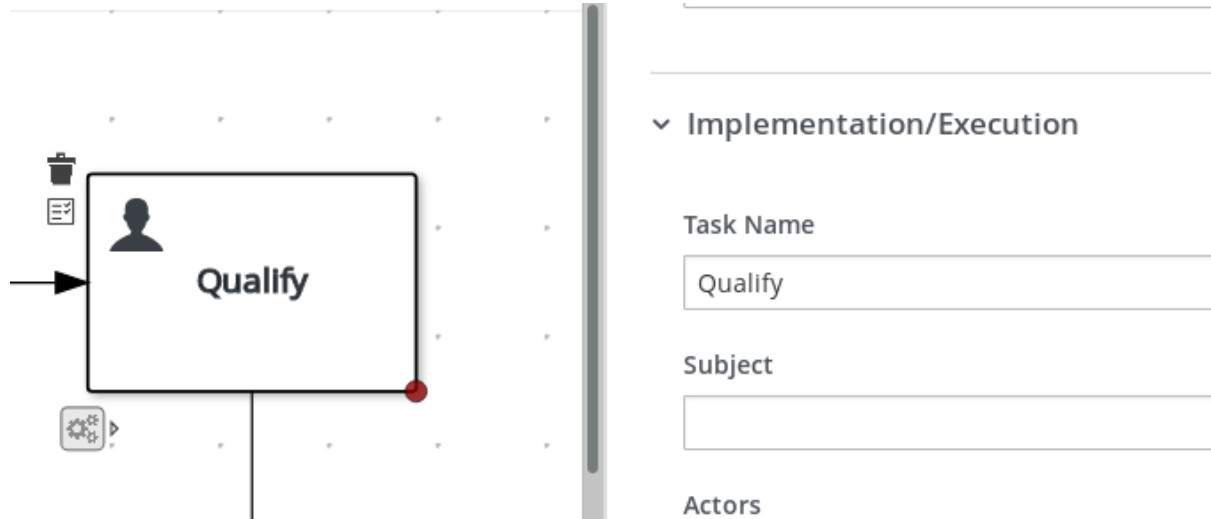 Implementation/Execution
Qualify
Task Name
Qualify
Subject
Actors